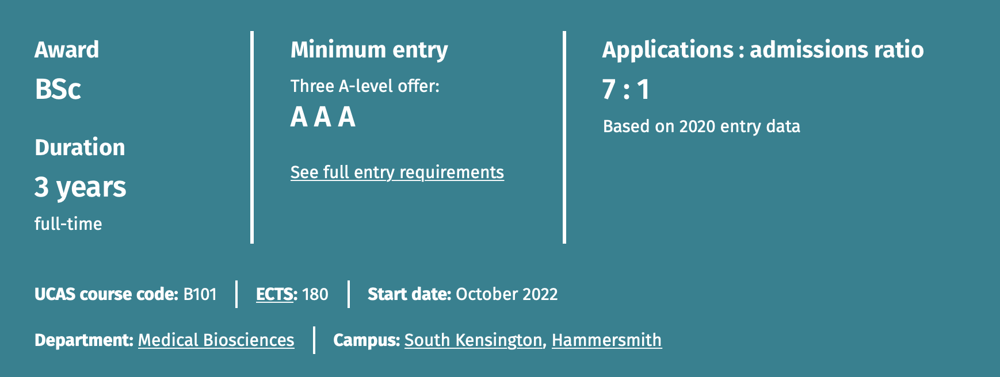 Award
BSc
Duration
3 years
full-time
Minimum entry
Three A-level offer:
A A A
See full entry requirements
Applications : admissions ratio
7 : 1
Based on 2020 entry data
UCAS course code: B101
ECTS: 180
Start date: October 2022
Department: Medical Biosciences
Campus: South Kensington, Hammersmith